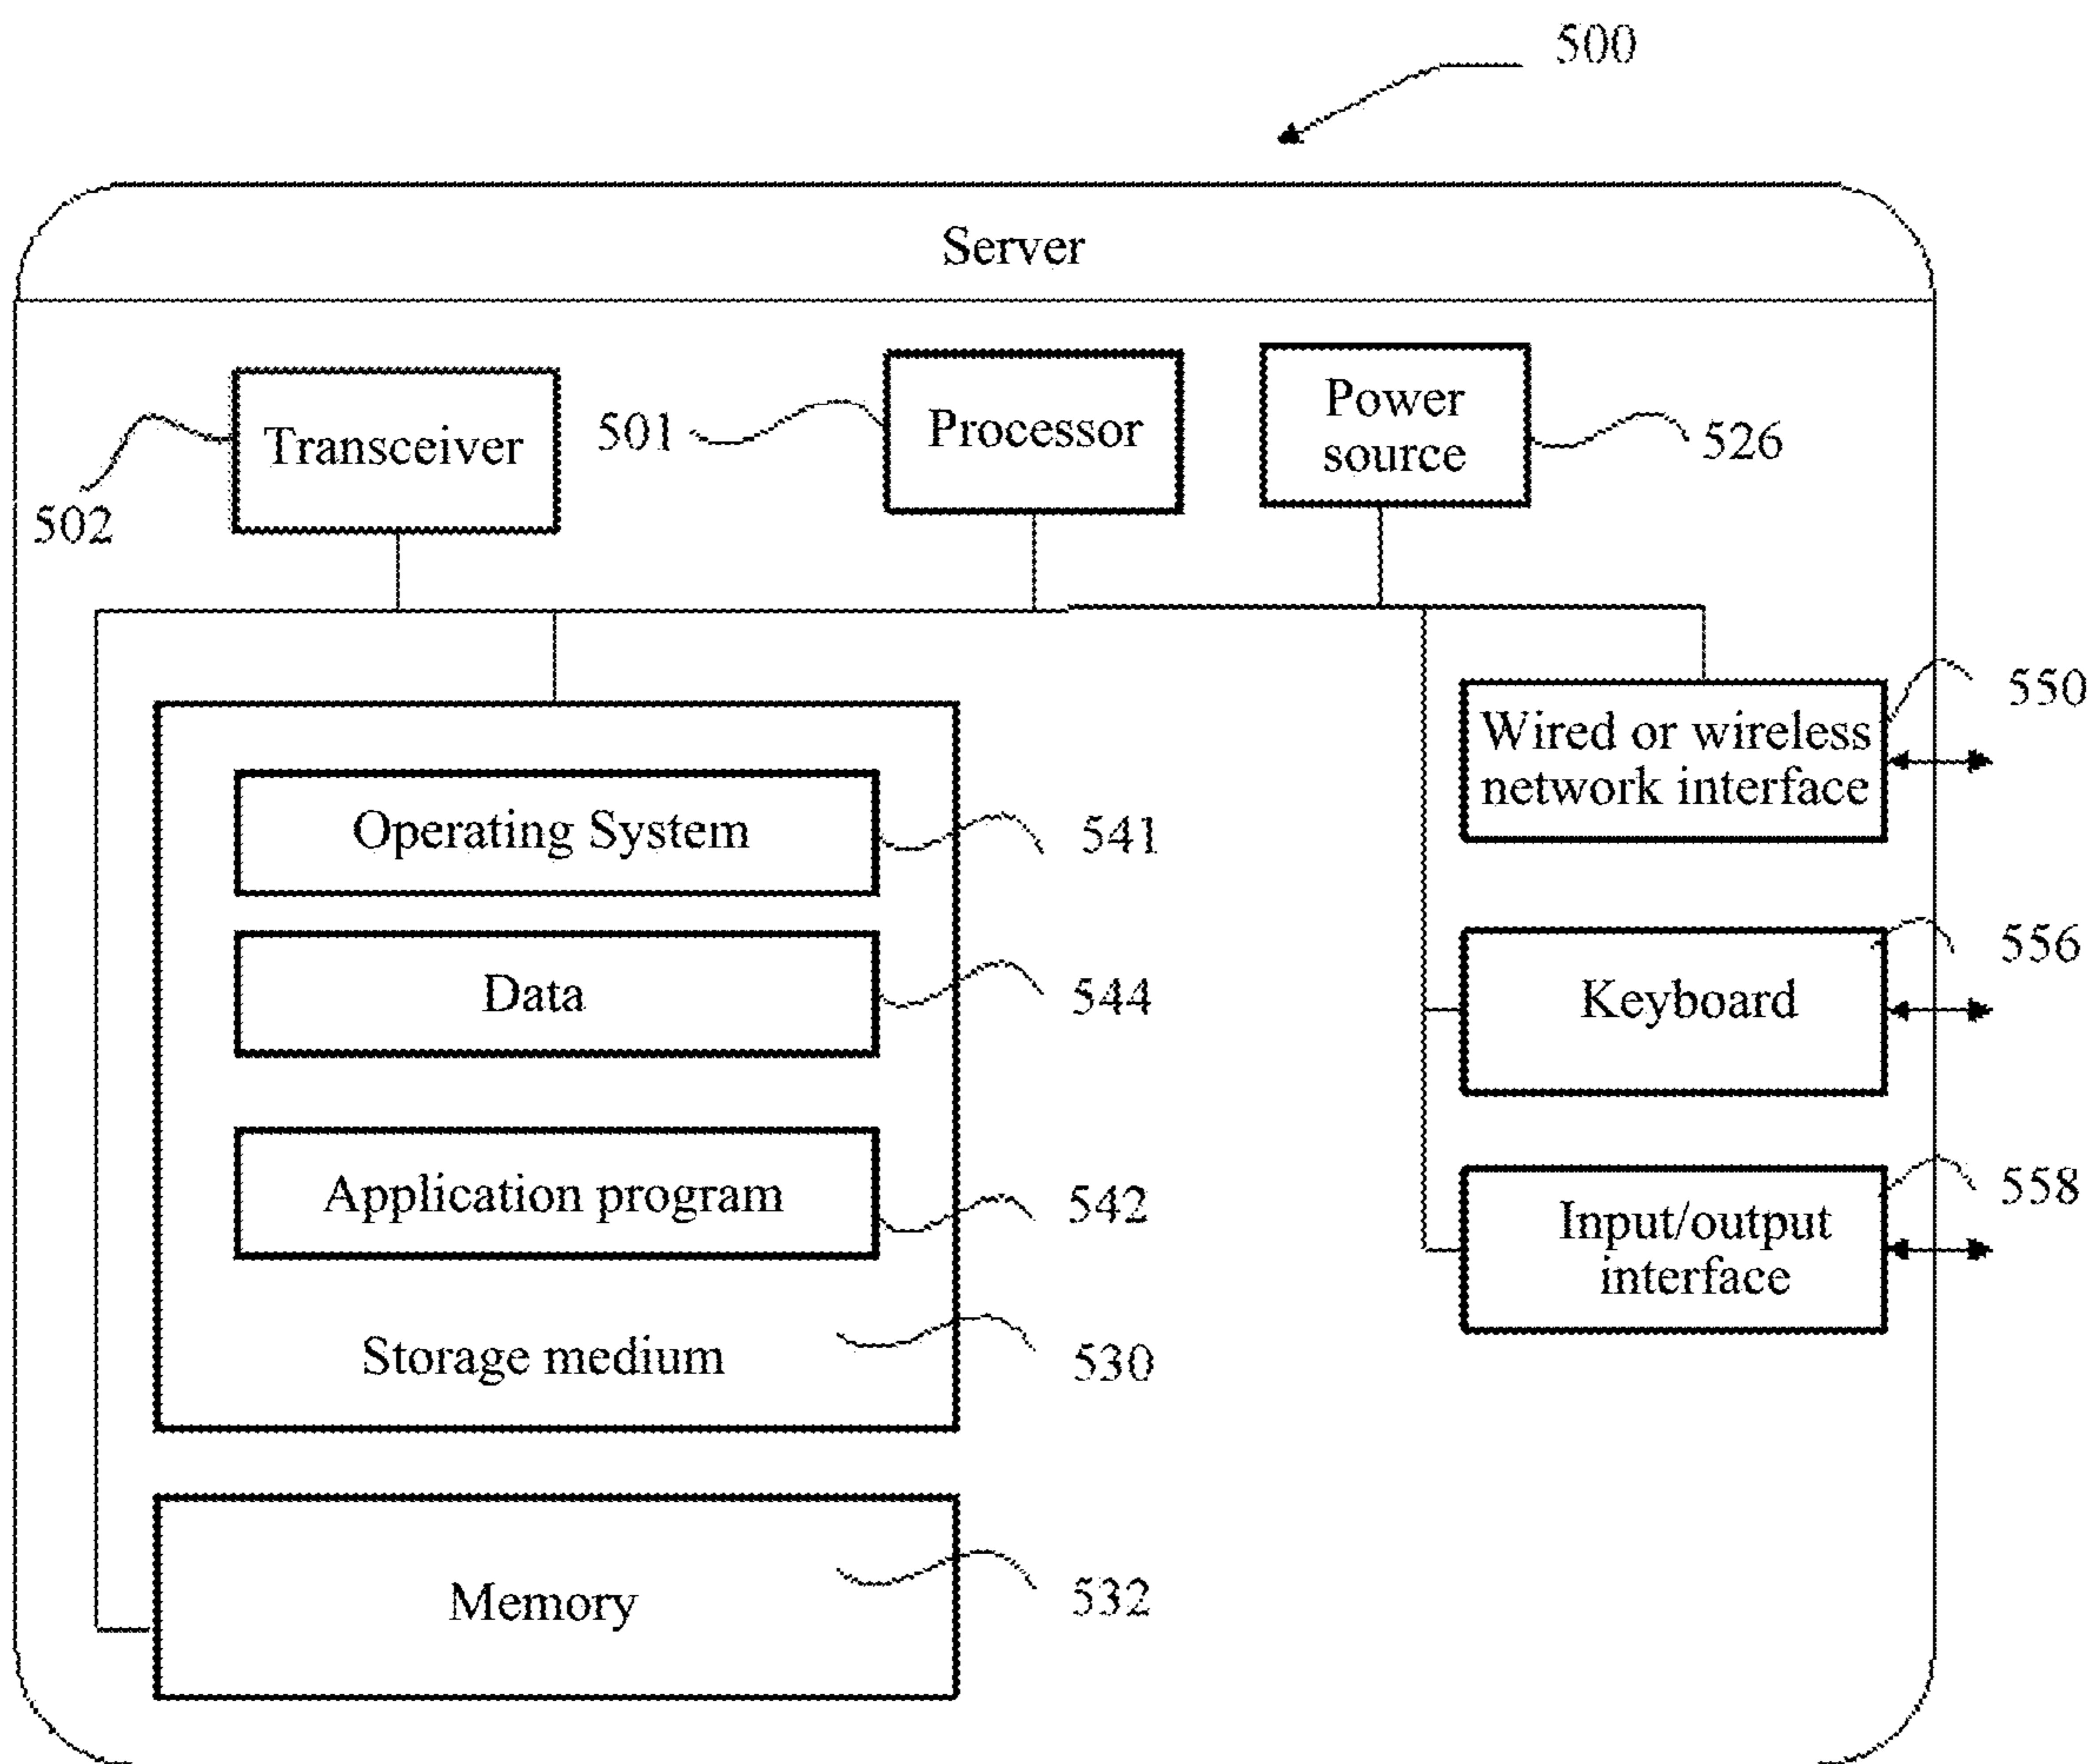 500
Server
Transceiver
502
501
Processor
Power
source
526
Wired or wireless
network interface
550
Operating System
541
Data
544
Keyboard
556
Application program
542
Input/output
interface
558
Storage medium
530
Memory
532